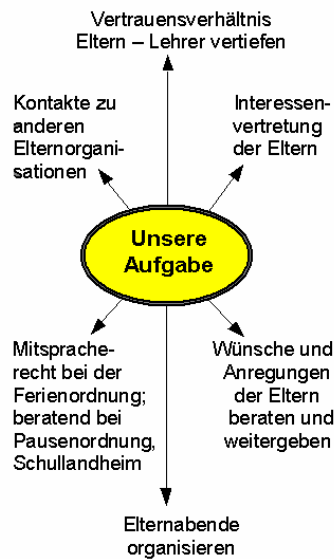 Vertrauensverhältnis
Eltern – Lehrer vertiefen
Kontakte zu
anderen
Elternorgani-
sationen
Interessen-
vertretung
der Eltern
Unsere
Aufgabe
Mitsprache-
recht bei der
Ferienordnung;
beratend bei
Pausenordnung,
Schullandheim
Wünsche und
Anregungen
der Eltern
beraten und
weitergeben
Elternabende
organisieren